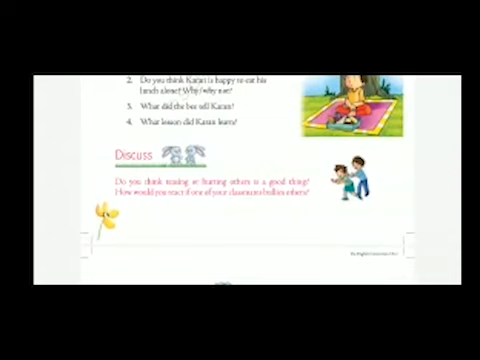 2. Do you think Karan is happy to eat his
lunch alone? Why/why not?
3. What did the bee tell Karan?
4. What lesson did Karan learn?
Discuss
Do you think teasing or hurting others is a good thing?
How would you react if one of your classmates bullies others?